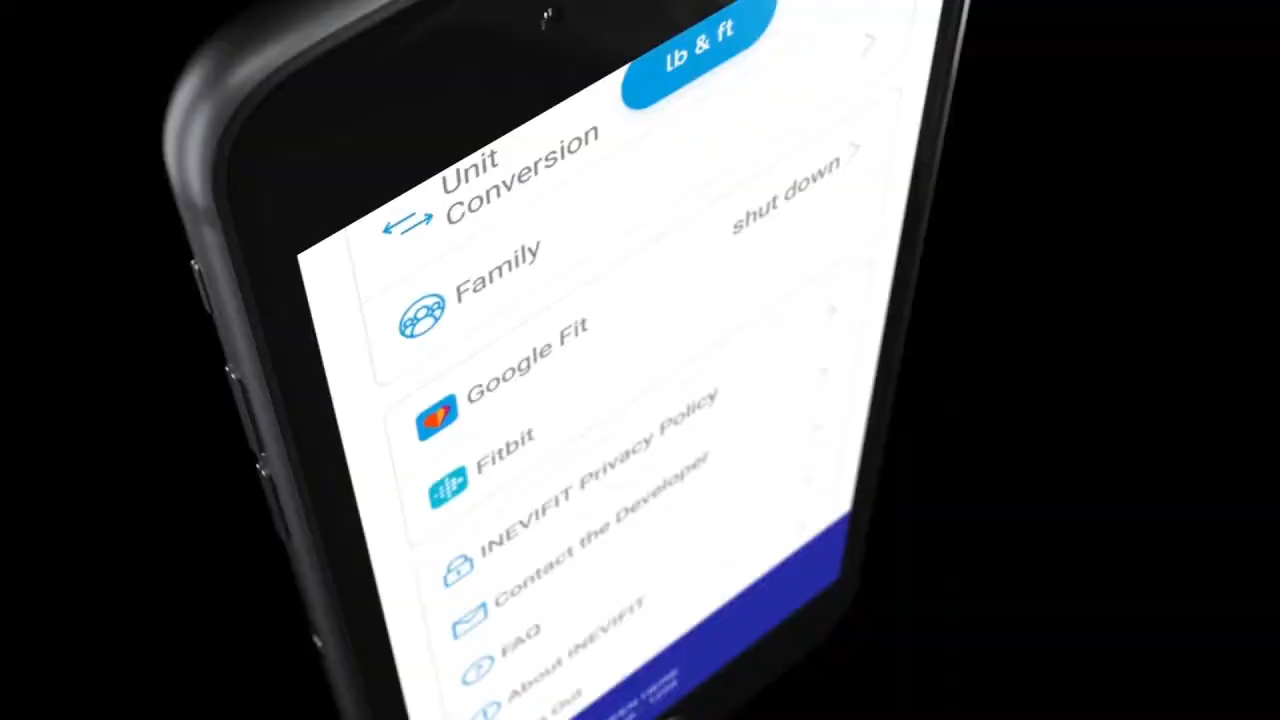 lb & ft
Unit
Conversion
Family
shut down
Google Fit
Fitbit
INEVIFIT Privacy Policy
Contact the Developer
FAQ
About INEVIFIT
Out